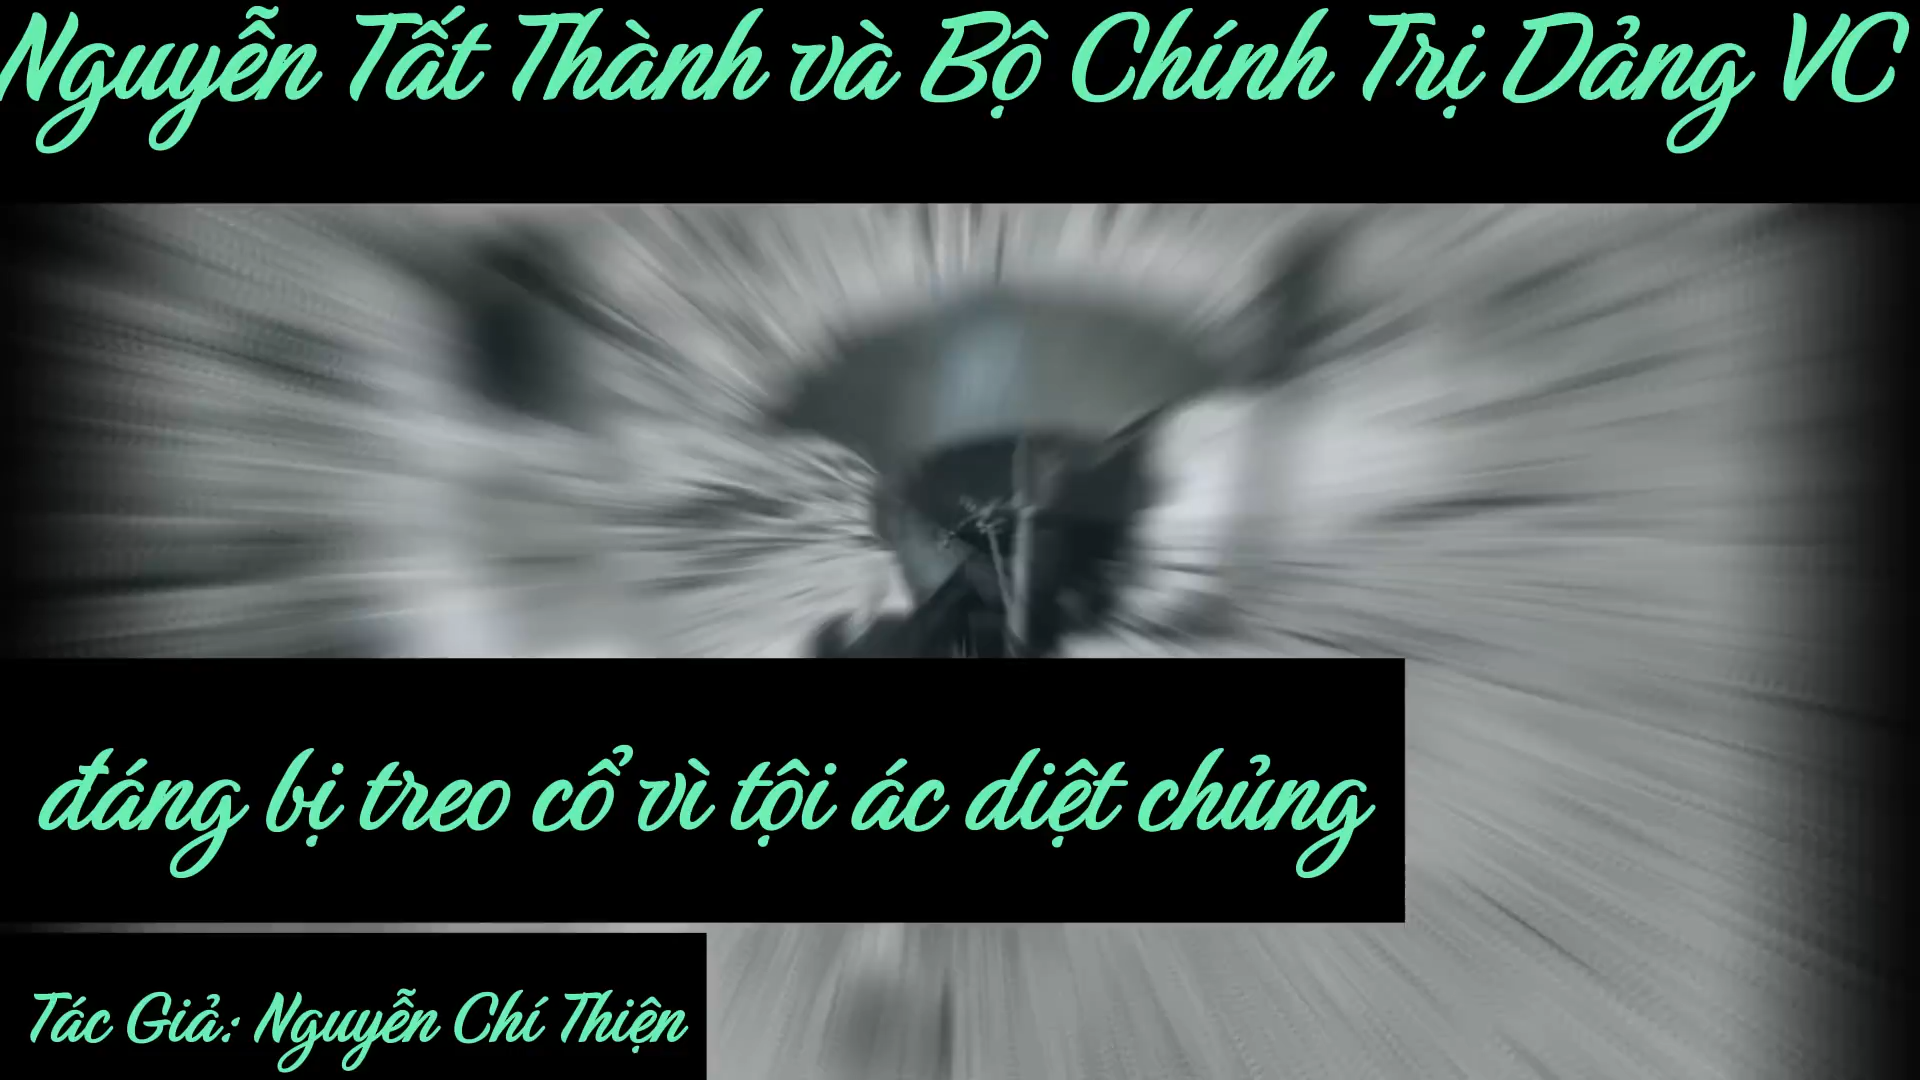 Nguyễn Tất Thành và Bộ Chính Trị Dảng VC
đáng bị treo cổ vì tội ác diệt chủng
Tác Giả: Nguyễn Chí Thiện